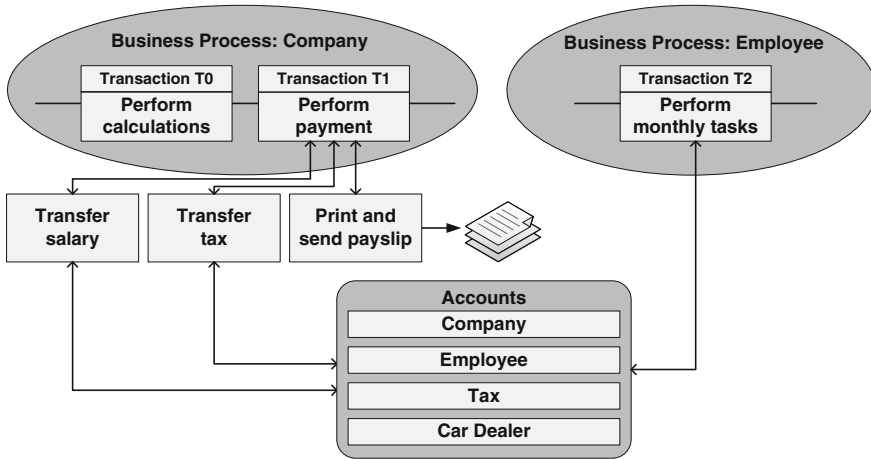 Business Process: Company
Transaction T0
Perform
calculations
Transaction T1
Perform
payment
Business Process: Employee
Transaction T2
Perform
monthly tasks
Transfer
salary
Transfer
tax
Print and
send payslip
Accounts
Company
Employee
Tax
Car Dealer